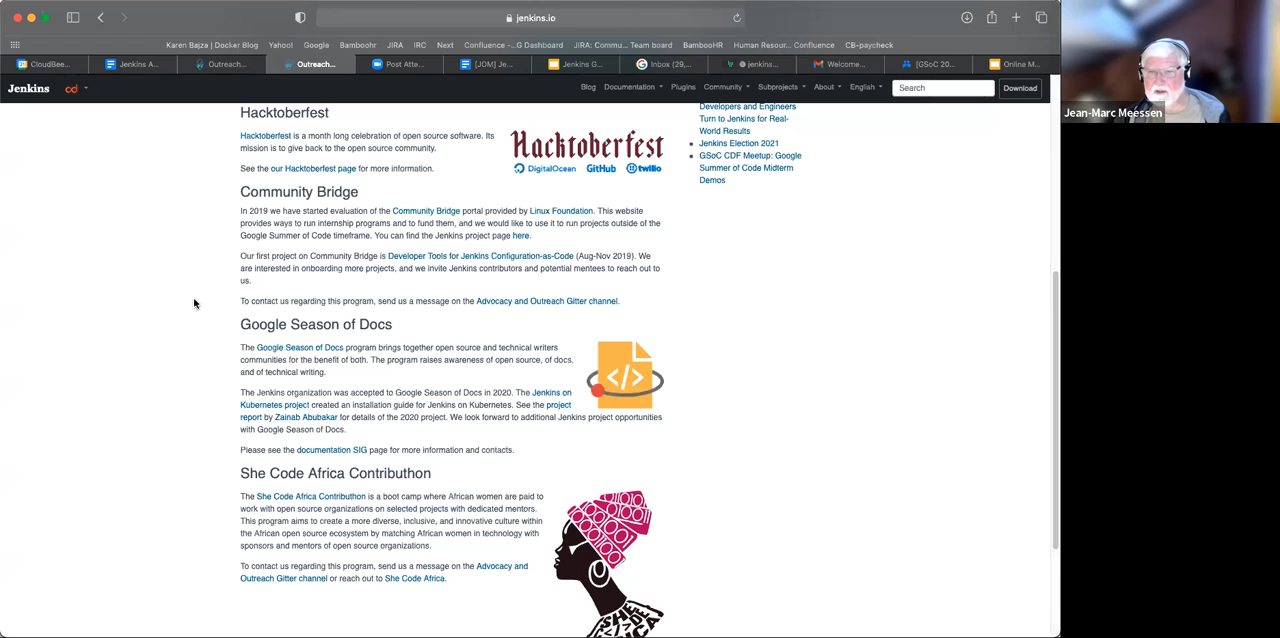 jenkins.io
Karen Bajza | Docker Blog Yahoo! Google Bamboohr JIRA IRC Next Confluence -...G Dashboard JIRA: Commu... Team board BambooHR Human Resour... Confluence CB-paycheck
CloudBee... Jenkins A... Outreach... Outreach... Post Atte... [JOM] Je... Jenkins G... Inbox (29,... jenkins... Welcome... [GSoC 20... Online M...
Jenkins cd Blog Documentation Plugins Community Subprojects About English Search Download
Jean-Marc Meessen
Hacktoberfest
Hacktoberfest is a month long celebration of open source software. Its
mission is to give back to the open source community.
See the our Hacktoberfest page for more information.
Hacktoberfest
DigitalOcean GitHub twilio
Community Bridge
In 2019 we have started evaluation of the Community Bridge portal provided by Linux Foundation. This website
provides ways to run internship programs and to fund them, and we would like to use it to run projects outside of the
Google Summer of Code timeframe. You can find the Jenkins project page here.
Our first project on Community Bridge is Developer Tools for Jenkins Configuration-as-Code (Aug-Nov 2019). We
are interested in onboarding more projects, and we invite Jenkins contributors and potential mentees to reach out to
us.
To contact us regarding this program, send us a message on the Advocacy and Outreach Gitter channel.
Google Season of Docs
The Google Season of Docs program brings together open source and technical writers
communities for the benefit of both. The program raises awareness of open source, of docs,
and of technical writing.
</>
The Jenkins organization was accepted to Google Season of Docs in 2020. The Jenkins on
Kubernetes project created an installation guide for Jenkins on Kubernetes. See the project
report by Zainab Abubakar for details of the 2020 project. We look forward to additional Jenkins project opportunities
with Google Season of Docs.
Please see the documentation SIG page for more information and contacts.
She Code Africa Contributhon
The She Code Africa Contributhon is a boot camp where African women are paid to
work with open source organizations on selected projects with dedicated mentors.
This program aims to create a more diverse, inclusive, and innovative culture within
the African open source ecosystem by matching African women in technology with
sponsors and mentors of open source organizations.
To contact us regarding this program, send us a message on the Advocacy and
Outreach Gitter channel or reach out to She Code Africa.
Developers and Engineers
Turn to Jenkins for Real-
World Results
Jenkins Election 2021
GSoC CDF Meetup: Google
Summer of Code Midterm
Demos